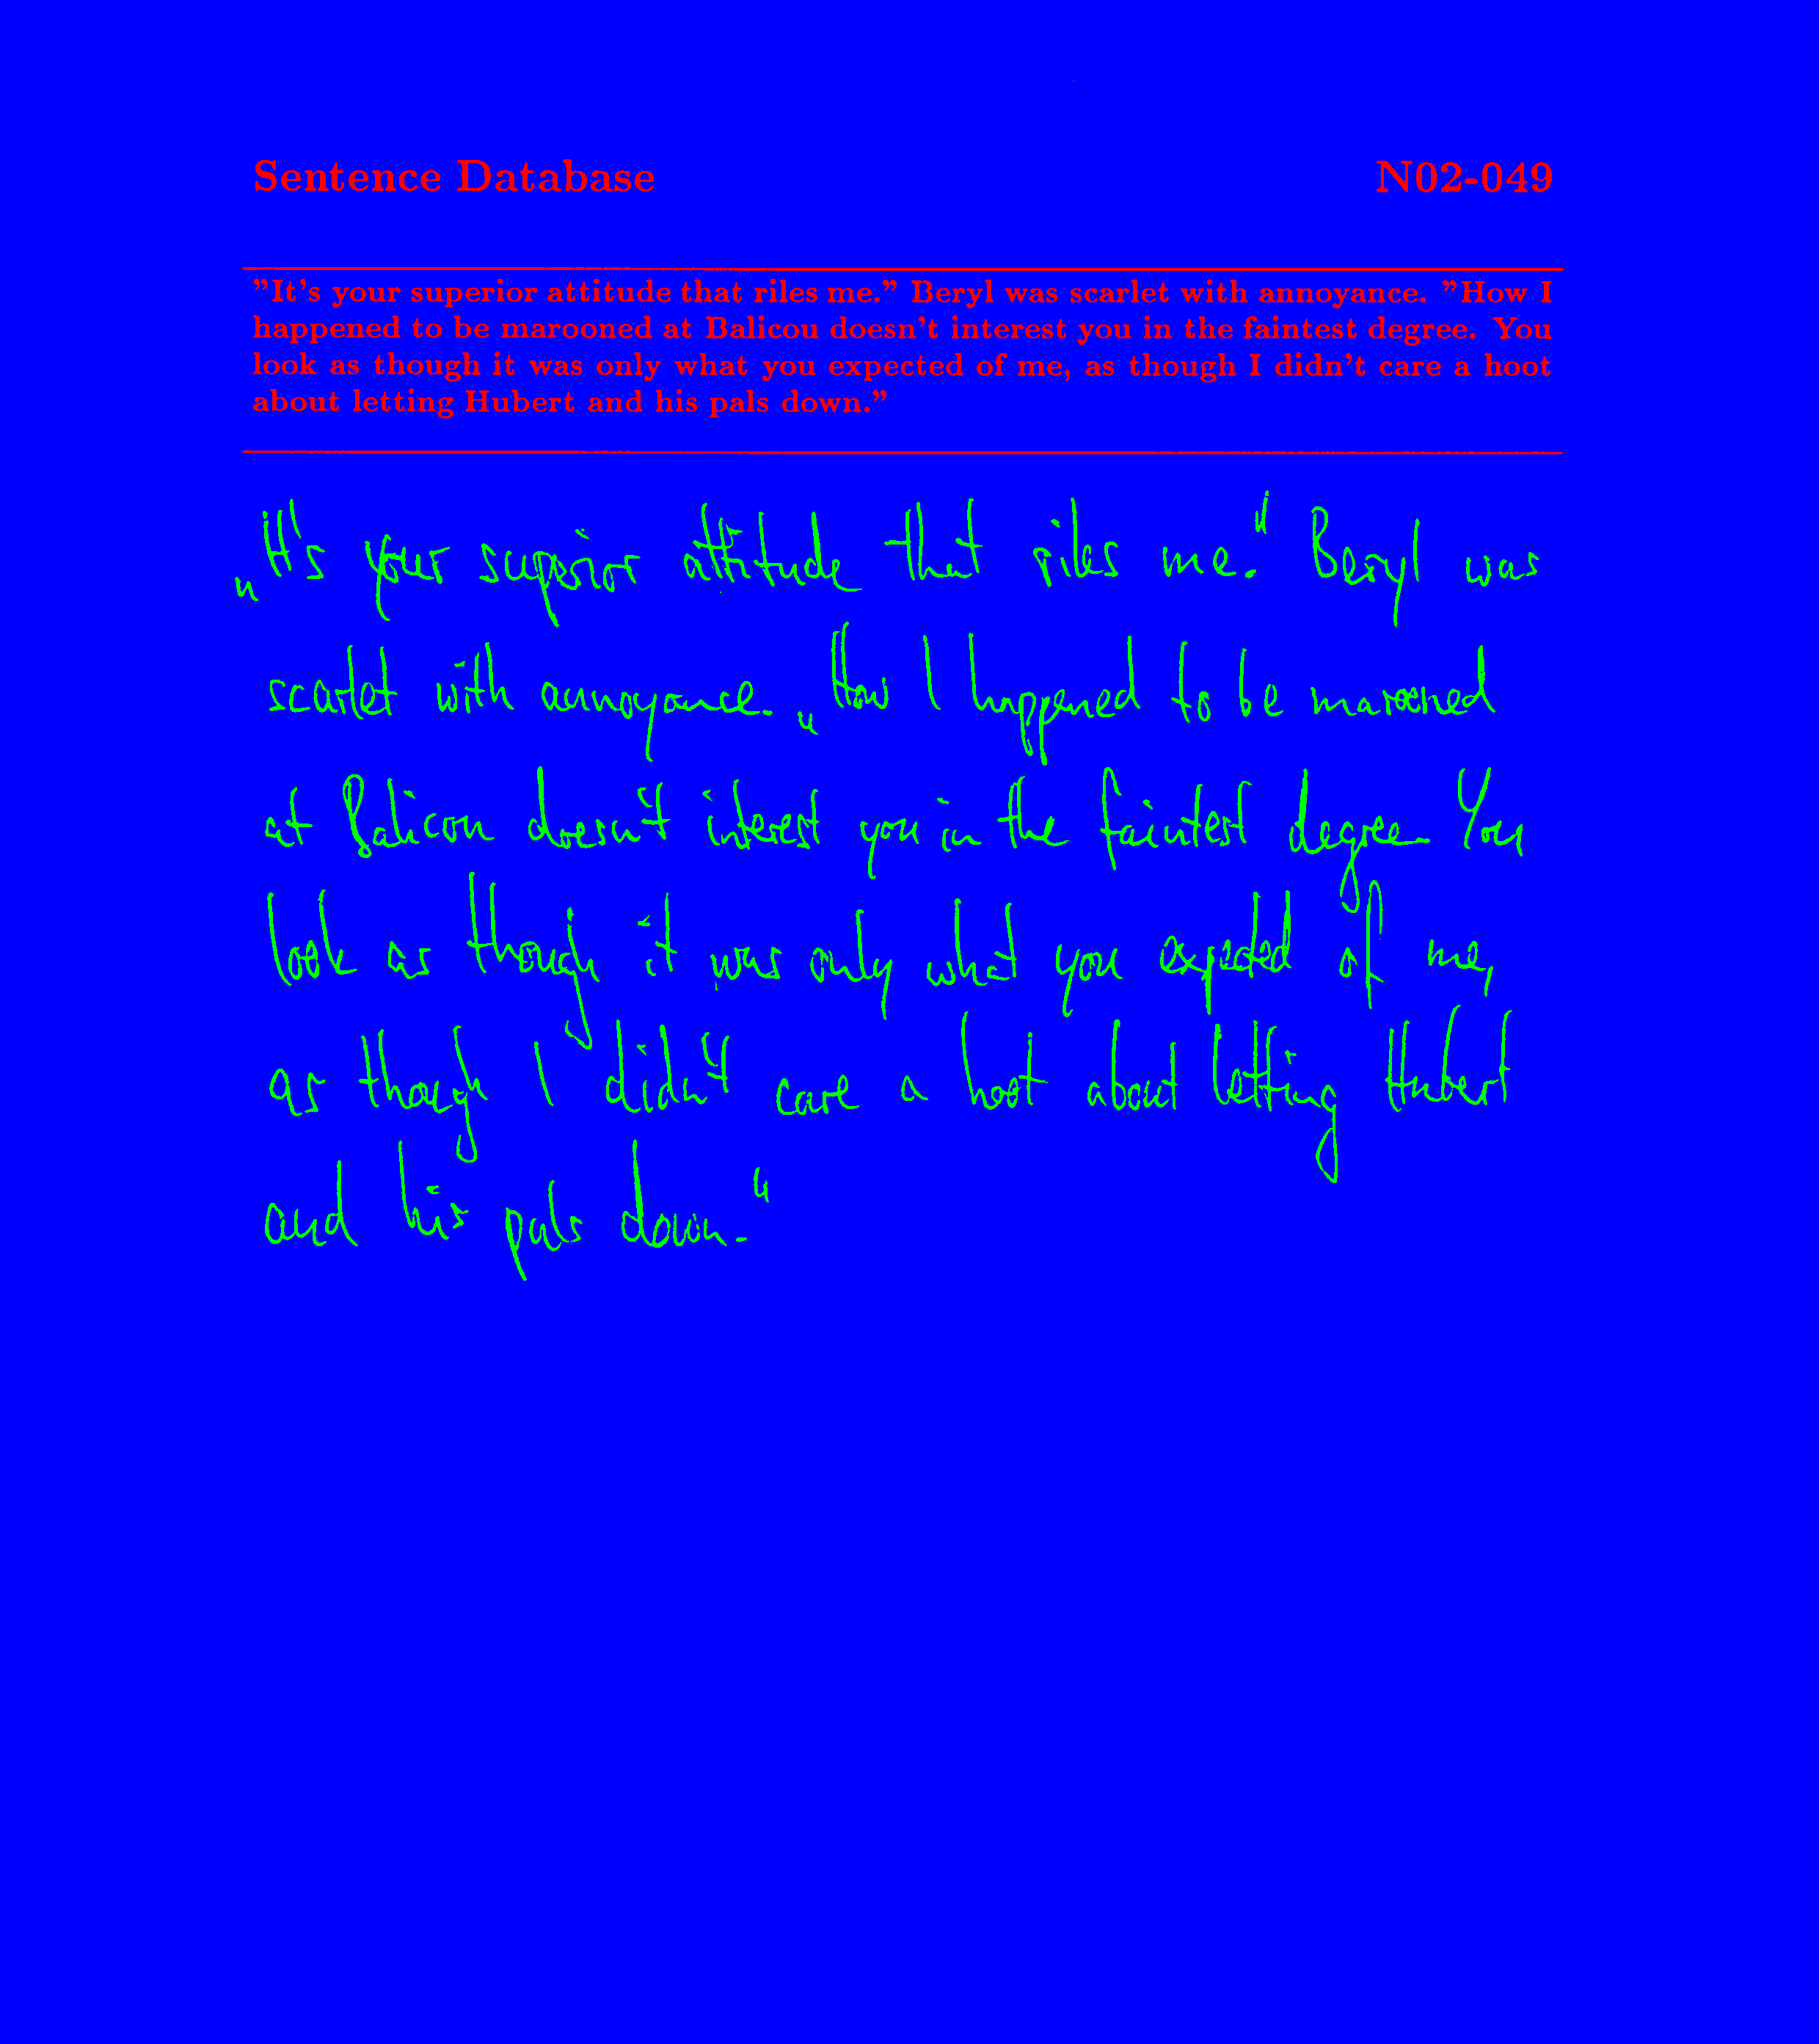 Sentence Database N02-049
"It's your superior attitude that riles me." Beryl was scarlet with annoyance. "How I
happened to be marooned at Balicou doesn't interest you in the faintest degree. You
look as though it was only what you expected of me, as though I didn't care a hoot
about letting Hubert and his pals down."
„It's your superior attitude that riles me." Beryl was
scarlet with annoyance. „How I happened to be marooned
at Balicou doesn't interest you in the faintest degree. You
look as though it was only what you expected of me,
as though I didn't care a hoot about letting Hubert
and his pals down."